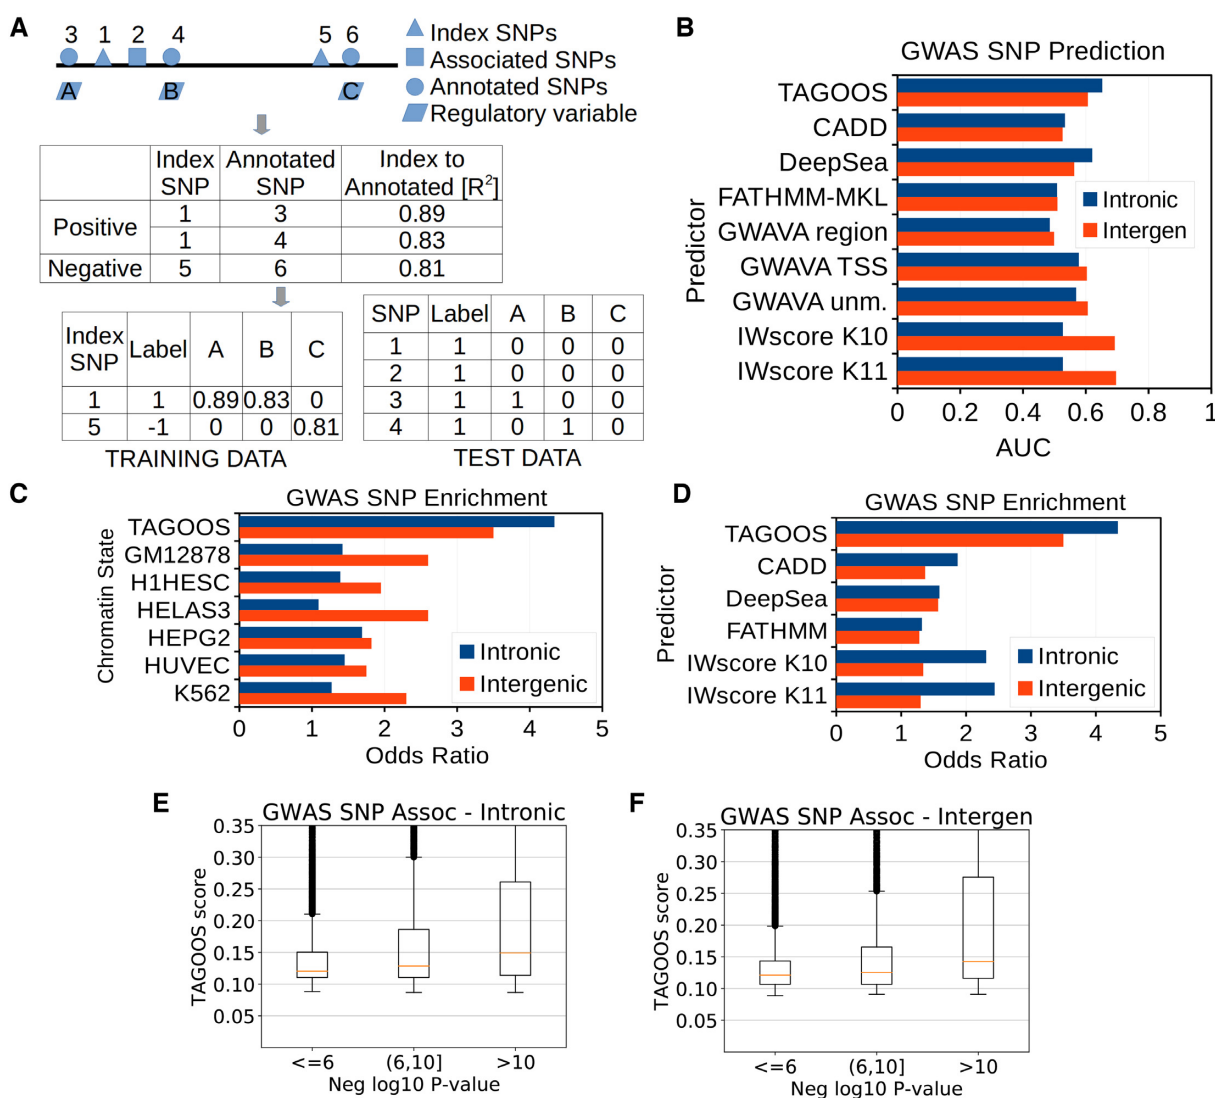 A
3 1 2 4 5 6
Index SNPs
Associated SNPs
Annotated SNPs
Regulatory variable
A B C
Index SNP Annotated SNP Index to Annotated [R²]
Positive 1 3 0.89
1 4 0.83
Negative 5 6 0.81
Index SNP Label A B C
1 1 0.89 0.83 0
5 -1 0 0 0.81
TRAINING DATA
SNP Label A B C
1 1 0 0 0
2 1 0 0 0
3 1 1 0 0
4 1 0 1 0
TEST DATA
B
GWAS SNP Prediction
Predictor
TAGOOS
CADD
DeepSea
FATHMM-MKL
GWAVA region
GWAVA TSS
GWAVA unm.
IWscore K10
IWscore K11
Intronic
Intergen
0 0.2 0.4 0.6 0.8 1
AUC
C
GWAS SNP Enrichment
Chromatin State
TAGOOS
GM12878
H1HESC
HELAS3
HEPG2
HUVEC
K562
Intronic
Intergenic
0 1 2 3 4 5
Odds Ratio
D
GWAS SNP Enrichment
Predictor
TAGOOS
CADD
DeepSea
FATHMM
IWscore K10
IWscore K11
Intronic
Intergenic
0 1 2 3 4 5
Odds Ratio
E
GWAS SNP Assoc - Intronic
TAGOOS score
0.35
0.30
0.25
0.20
0.15
0.10
0.05
<=6 (6,10] >10
Neg log10 P-value
F
GWAS SNP Assoc - Intergen
TAGOOS score
0.35
0.30
0.25
0.20
0.15
0.10
0.05
<=6 (6,10] >10
Neg log10 P-value